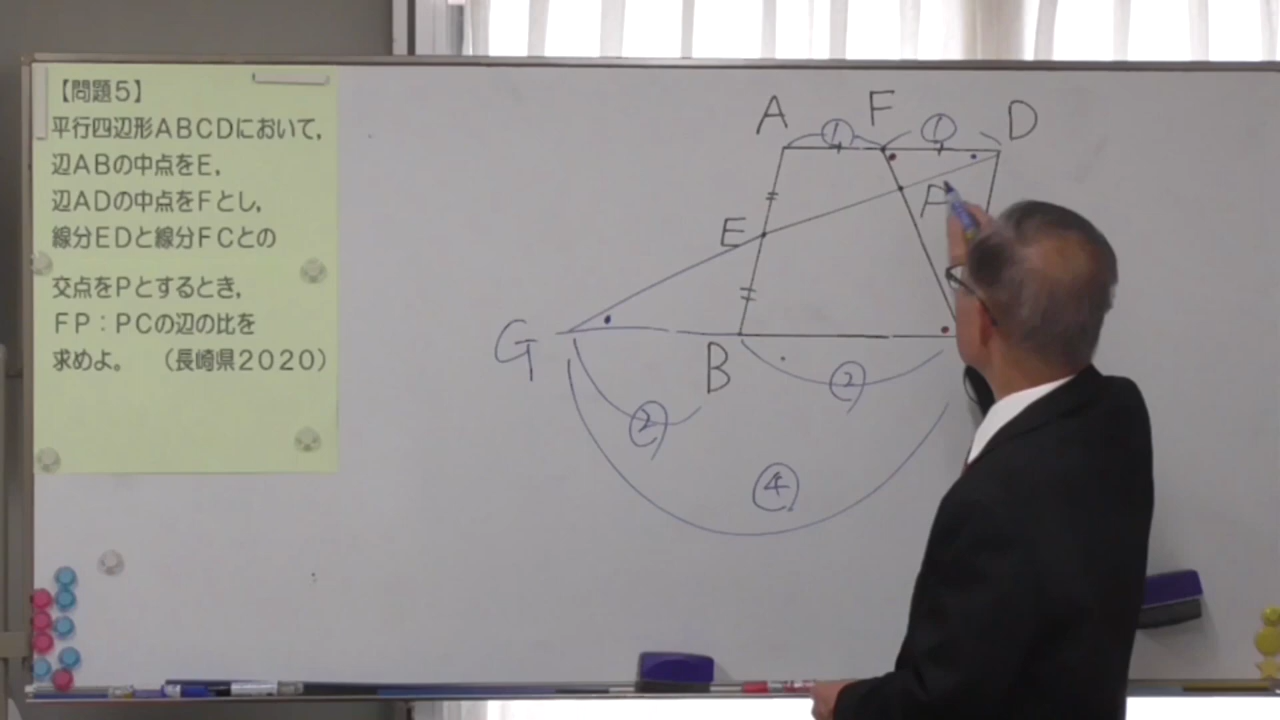 【問題５】
平行四辺形ＡＢＣＤにおいて，
辺ＡＢの中点をＥ，
辺ＡＤの中点をＦとし，
線分ＥＤと線分ＦＣとの
交点をＰとするとき，
ＦＰ：ＰＣの辺の比を
求めよ。　（長崎県２０２０）
A F D
① ①
P
E
G B
② ②
④